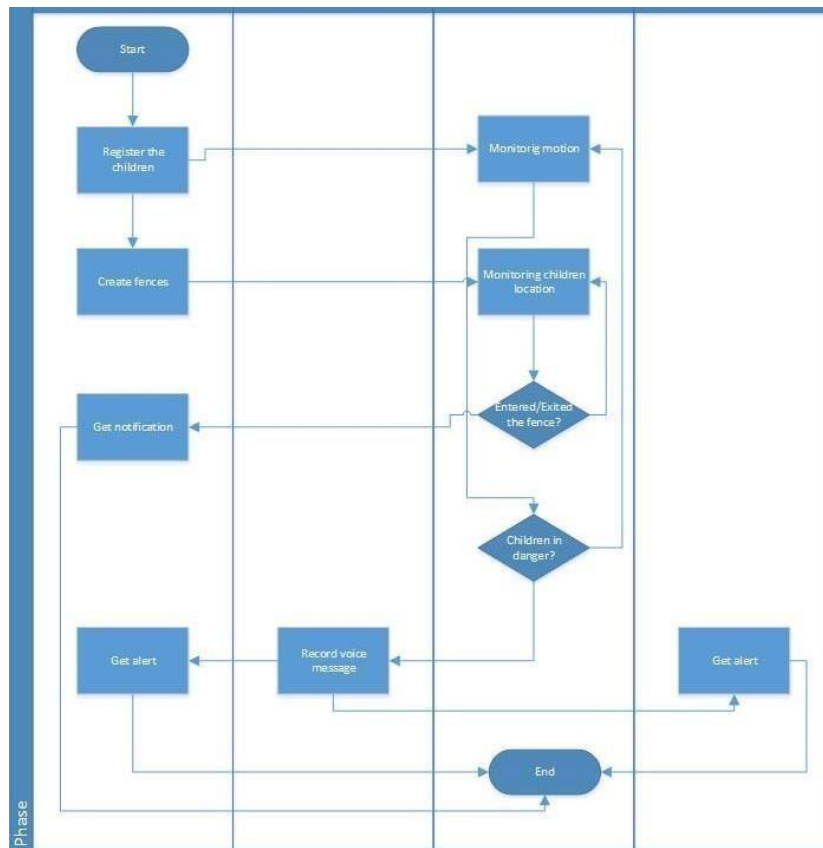 Start
Register the
children
Monitorig motion
Create fences
Monitoring children
location
Get notification
Entered/Exited
the fence?
Children in
danger?
Get alert
Record voice
message
Get alert
End
Phase